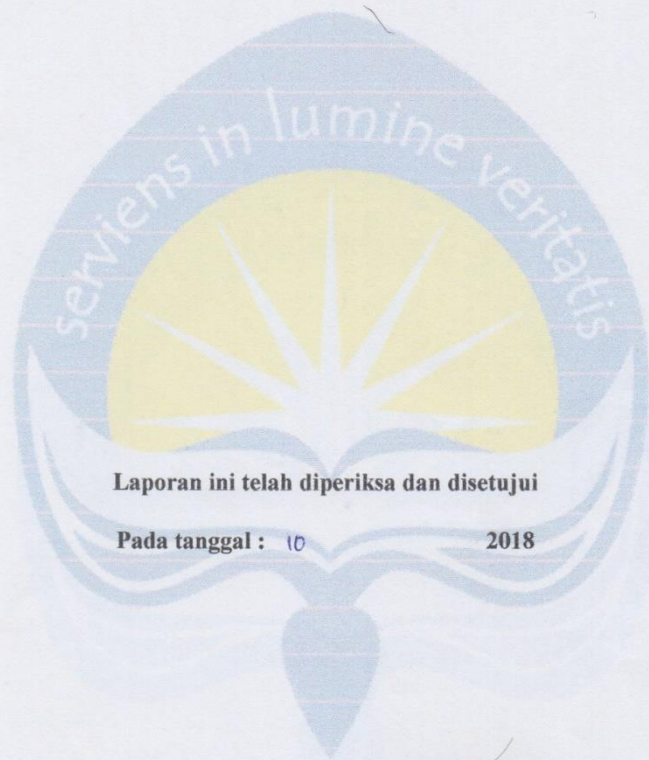 serviens in lumine veritatis
Laporan ini telah diperiksa dan disetujui
Pada tanggal : 10 2018